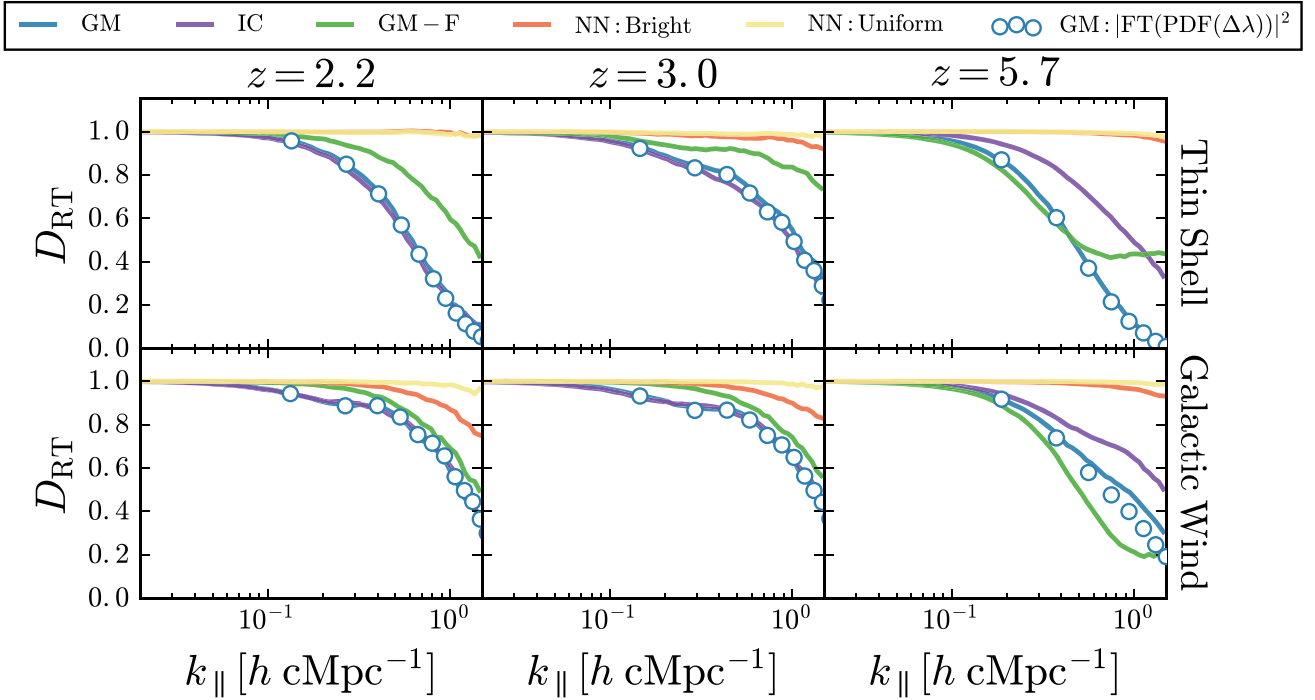 GM IC GM − F NN : Bright NN : Uniform GM : |FT(PDF(Δλ))|²
z = 2.2 z = 3.0 z = 5.7
1.0
0.8
0.6
0.4
0.2
0.0
D_RT
Thin Shell
1.0
0.8
0.6
0.4
0.2
0.0
D_RT
Galactic Wind
10⁻¹ 10⁰ 10⁻¹ 10⁰ 10⁻¹ 10⁰
k_∥ [h cMpc⁻¹] k_∥ [h cMpc⁻¹] k_∥ [h cMpc⁻¹]